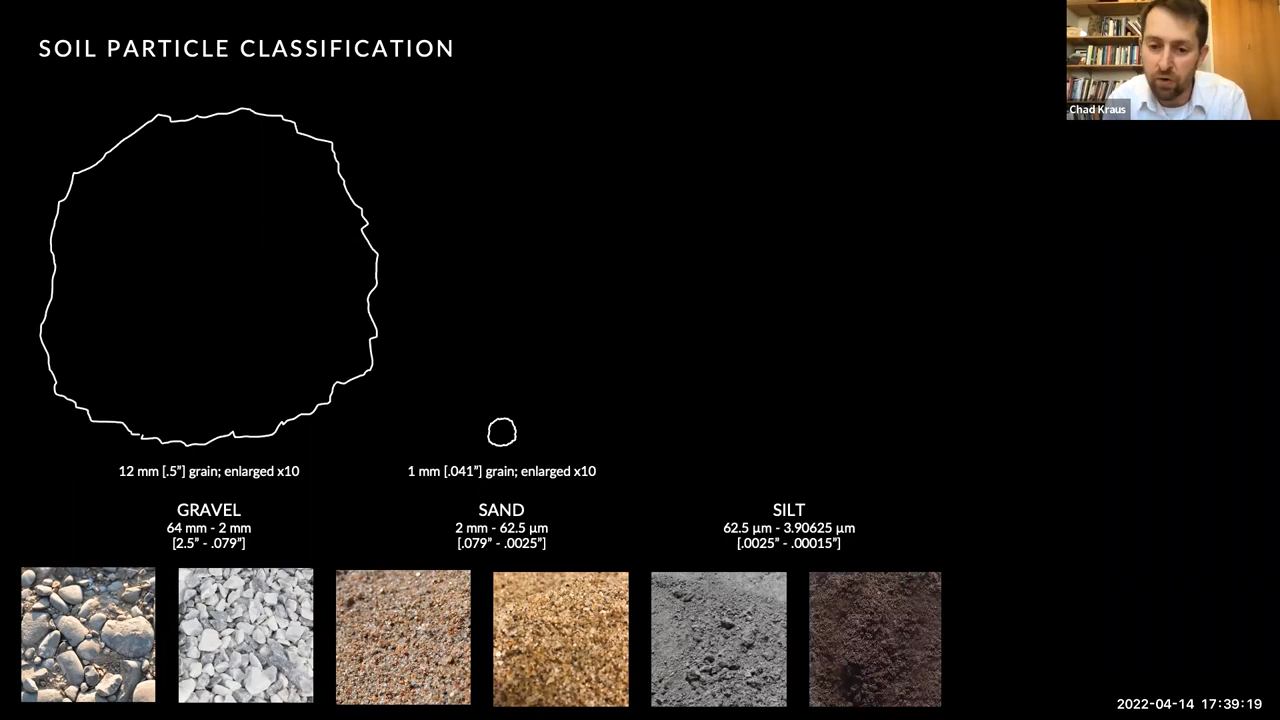 SOIL PARTICLE CLASSIFICATION
Chad Kraus
12 mm [.5”] grain; enlarged x10
1 mm [.041”] grain; enlarged x10
GRAVEL
64 mm - 2 mm
[2.5” - .079”]
SAND
2 mm - 62.5 µm
[.079” - .0025”]
SILT
62.5 µm - 3.90625 µm
[.0025” - .00015”]
2022-04-14 17:39:19